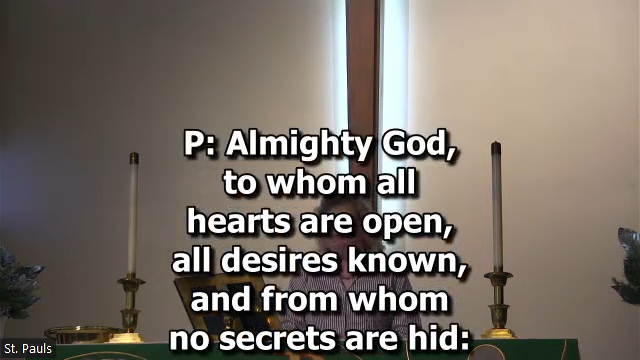 P: Almighty God,
to whom all
hearts are open,
all desires known,
and from whom
no secrets are hid:
St. Pauls